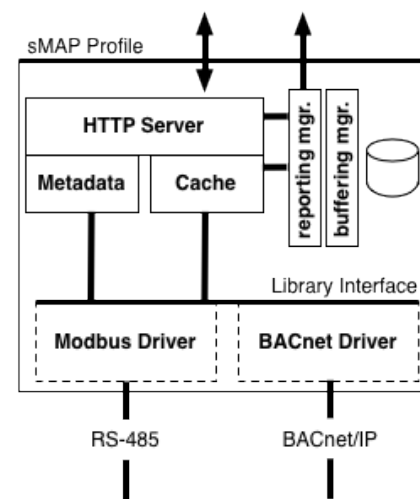 sMAP Profile
HTTP Server
Metadata
Cache
reporting mgr.
buffering mgr.
Library Interface
Modbus Driver
BACnet Driver
RS-485
BACnet/IP